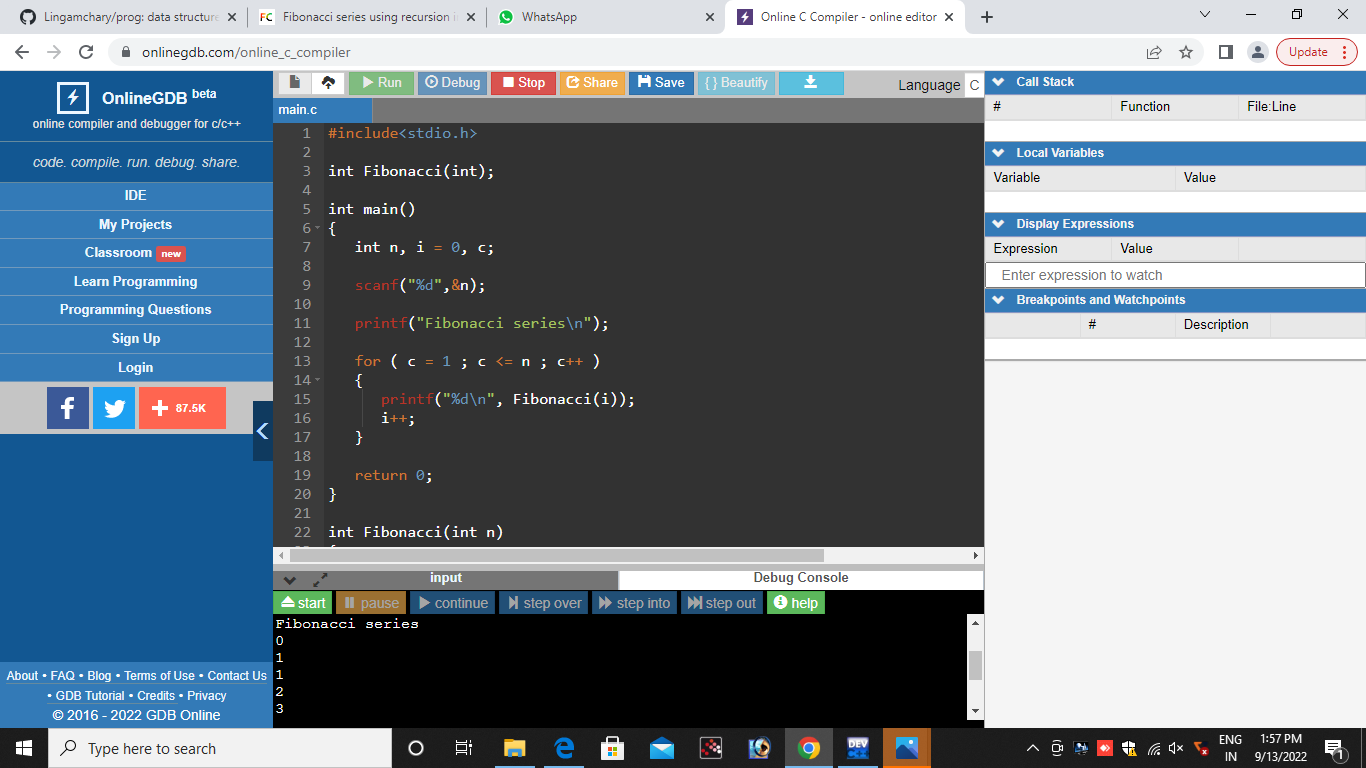 Lingamchary/prog: data structure
Fibonacci series using recursion i
WhatsApp
Online C Compiler - online editor
onlinegdb.com/online_c_compiler
Update
OnlineGDB beta
online compiler and debugger for c/c++
code. compile. run. debug. share.
IDE
My Projects
Classroom new
Learn Programming
Programming Questions
Sign Up
Login
87.5K
About • FAQ • Blog • Terms of Use • Contact Us
• GDB Tutorial • Credits • Privacy
© 2016 - 2022 GDB Online
Run Debug Stop Share Save { } Beautify
Language C
main.c
1 #include<stdio.h>
2
3 int Fibonacci(int);
4
5 int main()
6 {
7 int n, i = 0, c;
8
9 scanf("%d",&n);
10
11 printf("Fibonacci series\n");
12
13 for ( c = 1 ; c <= n ; c++ )
14 {
15 printf("%d\n", Fibonacci(i));
16 i++;
17 }
18
19 return 0;
20 }
21
22 int Fibonacci(int n)
input
Debug Console
start pause continue step over step into step out help
Fibonacci series
0
1
1
2
3
Call Stack
# Function File:Line
Local Variables
Variable Value
Display Expressions
Expression Value
Enter expression to watch
Breakpoints and Watchpoints
# Description
Type here to search
DEV
ENG
IN
1:57 PM
9/13/2022
1